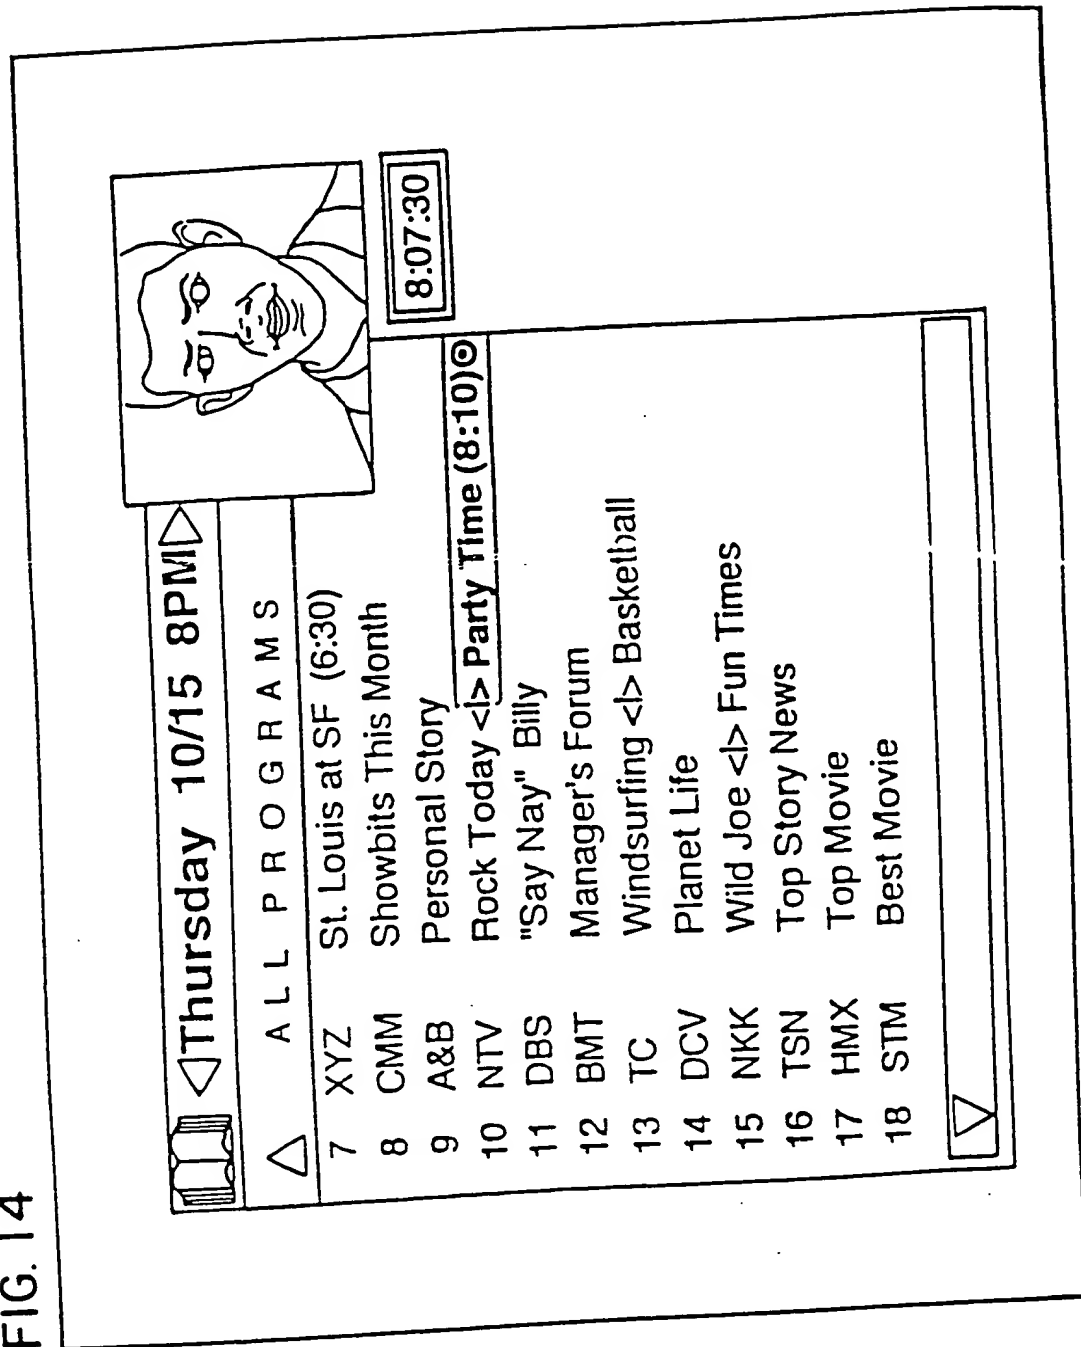 FIG. 14
Thursday 10/15 8PM
ALL PROGRAMS
8:07:30
7 XYZ St. Louis at SF (6:30)
8 CMM Showbits This Month
9 A&B Personal Story
10 NTV Rock Today <I> Party Time (8:10)
11 DBS "Say Nay" Billy
12 BMT Manager's Forum
13 TC Windsurfing <I> Basketball
14 DCV Planet Life
15 NKK Wild Joe <I> Fun Times
16 TSN Top Story News
17 HMX Top Movie
18 STM Best Movie